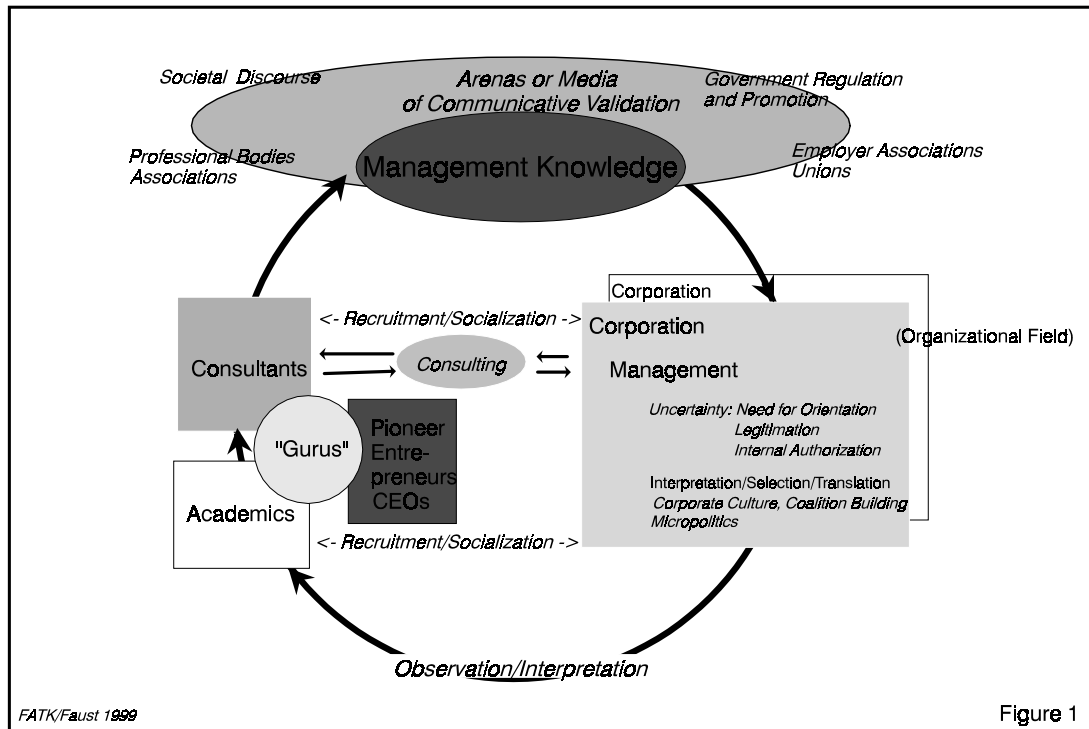 Societal Discourse
Arenas or Media
of Communicative Validation
Government Regulation
and Promotion
Professional Bodies
Associations
Management Knowledge
Employer Associations
Unions
Corporation
<- Recruitment/Socialization ->
Corporation
(Organizational Field)
Consultants
Consulting
Management
Uncertainty: Need for Orientation
Legitimation
Internal Authorization
"Gurus"
Pioneer
Entre-
preneurs
CEOs
Interpretation/Selection/Translation
Corporate Culture, Coalition Building
Micropolitics
Academics
<- Recruitment/Socialization ->
Observation/Interpretation
FATK/Faust 1999
Figure 1